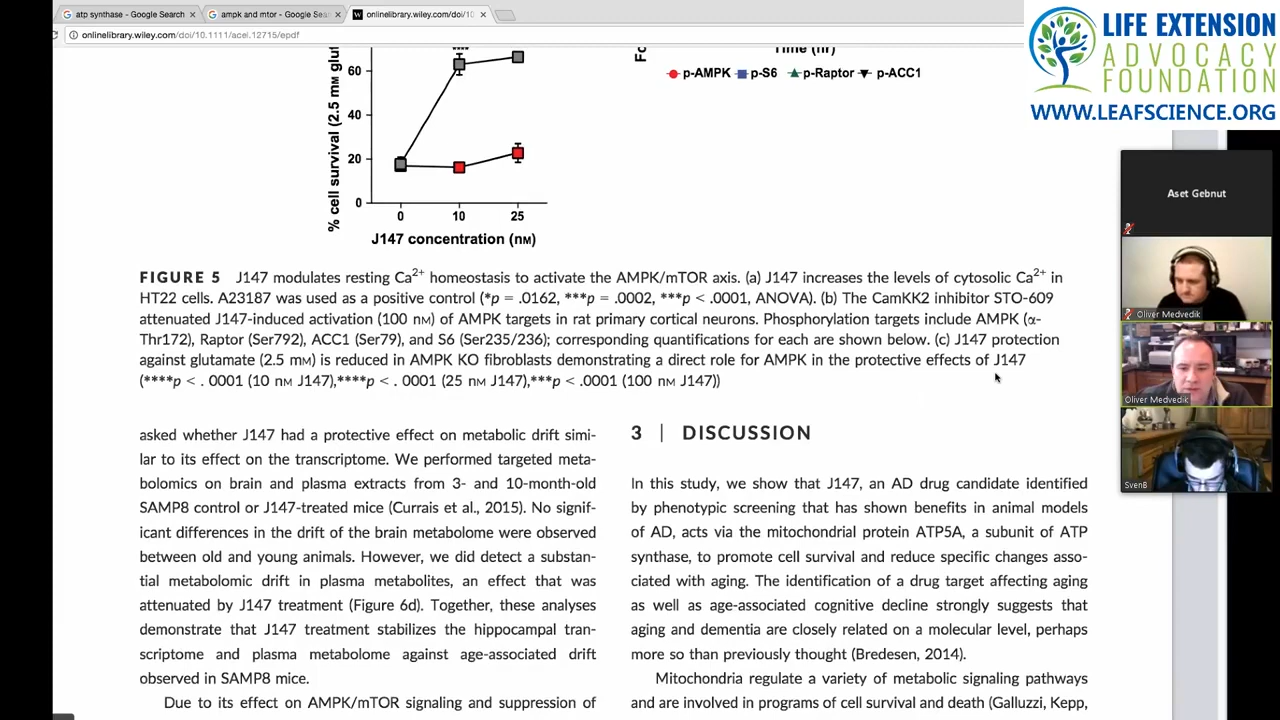 atp synthase - Google Search
ampk and mtor - Google Sea
onlinelibrary.wiley.com/doi/10
onlinelibrary.wiley.com/doi/10.1111/acel.12715/epdf
LIFE EXTENSION
ADVOCACY
FOUNDATION
WWW.LEAFSCIENCE.ORG
% cell survival (2.5 mM glut
60
40
20
0
0 10 25
J147 concentration (nM)
Time (hr)
p-AMPK p-S6 p-Raptor p-ACC1
FIGURE 5 J147 modulates resting Ca2+ homeostasis to activate the AMPK/mTOR axis. (a) J147 increases the levels of cytosolic Ca2+ in
HT22 cells. A23187 was used as a positive control (*p = .0162, ***p = .0002, ***p < .0001, ANOVA). (b) The CamKK2 inhibitor STO-609
attenuated J147-induced activation (100 nM) of AMPK targets in rat primary cortical neurons. Phosphorylation targets include AMPK (α-
Thr172), Raptor (Ser792), ACC1 (Ser79), and S6 (Ser235/236); corresponding quantifications for each are shown below. (c) J147 protection
against glutamate (2.5 mM) is reduced in AMPK KO fibroblasts demonstrating a direct role for AMPK in the protective effects of J147
(****p < . 0001 (10 nM J147),****p < . 0001 (25 nM J147),***p < .0001 (100 nM J147))
asked whether J147 had a protective effect on metabolic drift simi-
lar to its effect on the transcriptome. We performed targeted meta-
bolomics on brain and plasma extracts from 3- and 10-month-old
SAMP8 control or J147-treated mice (Currais et al., 2015). No signif-
icant differences in the drift of the brain metabolome were observed
between old and young animals. However, we did detect a substan-
tial metabolomic drift in plasma metabolites, an effect that was
attenuated by J147 treatment (Figure 6d). Together, these analyses
demonstrate that J147 treatment stabilizes the hippocampal tran-
scriptome and plasma metabolome against age-associated drift
observed in SAMP8 mice.
Due to its effect on AMPK/mTOR signaling and suppression of
3 | DISCUSSION
In this study, we show that J147, an AD drug candidate identified
by phenotypic screening that has shown benefits in animal models
of AD, acts via the mitochondrial protein ATP5A, a subunit of ATP
synthase, to promote cell survival and reduce specific changes asso-
ciated with aging. The identification of a drug target affecting aging
as well as age-associated cognitive decline strongly suggests that
aging and dementia are closely related on a molecular level, perhaps
more so than previously thought (Bredesen, 2014).
Mitochondria regulate a variety of metabolic signaling pathways
and are involved in programs of cell survival and death (Galluzzi, Kepp,
Aset Gebnut
Oliver Medvedik
Oliver Medvedik
SvenB